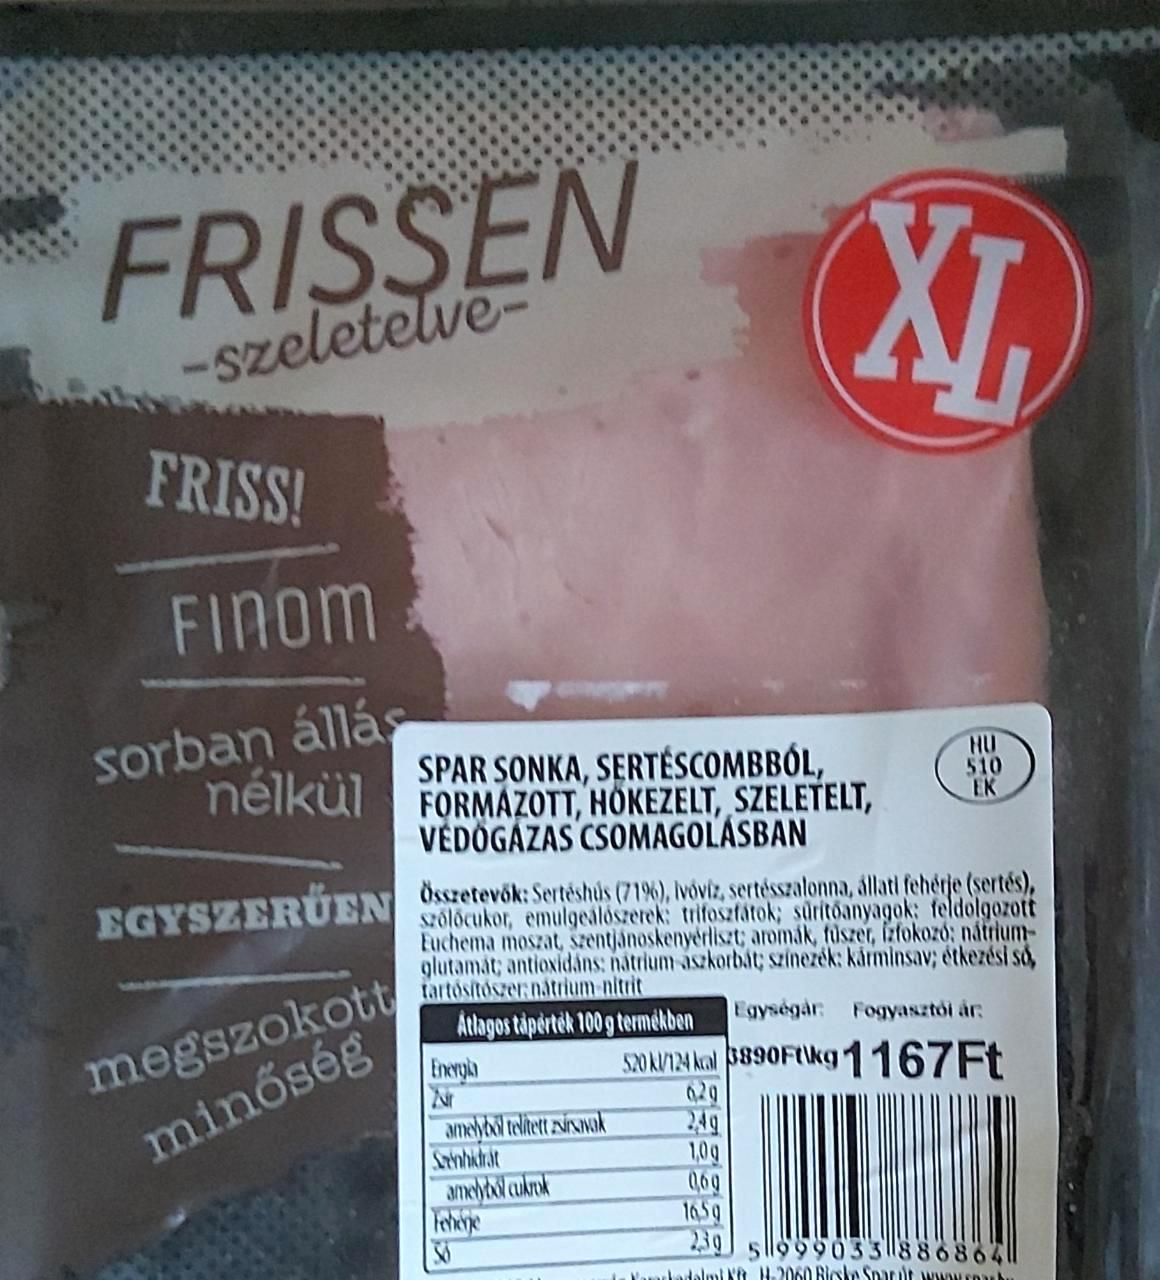 FRISSEN
-szeletelve-
XL
FRISS!
FINOM
sorban állás
nélkül
EGYSZERŰEN
megszokott
minőség
SPAR SONKA, SERTÉSCOMBBÓL,
FORMÁZOTT, HŐKEZELT, SZELETELT,
VÉDŐGÁZAS CSOMAGOLÁSBAN
HU
510
EK
Összetevők: Sertéshús (71%), ivóvíz, sertésszalonna, állati fehérje (sertés),
szőlőcukor, emulgeálószerek: trifoszfátok; sűrítőanyagok: feldolgozott
Euchema moszat, szentjánoskenyérliszt; aromák, fűszer, ízfokozó: nátrium-
glutamát; antioxidáns: nátrium-aszkorbát; színezék: kárminsav; étkezési só,
tartósítószer: nátrium-nitrit
Átlagos tápérték 100 g termékben
Energia 520 kJ/124 kcal
Zsír 6,2 g
amelyből telített zsírsavak 2,4 g
Szénhidrát 1,0 g
amelyből cukrok 0,6 g
Fehérje 16,5 g
Só 2,3 g
Egységár: Fogyasztói ár:
3890Ft\kg 1167Ft
5 999033 886864
Kereskedelmi Kft. H-2060 Bicske Spar út